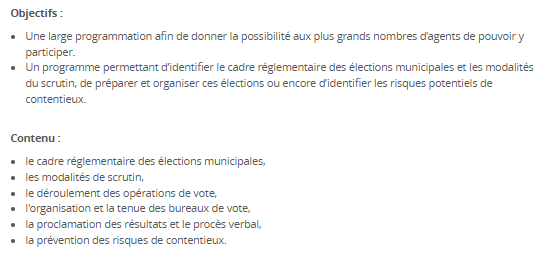 Objectifs :
• Une large programmation afin de donner la possibilité aux plus grands nombres d'agents de pouvoir y
participer.
• Un programme permettant d'identifier le cadre réglementaire des élections municipales et les modalités
du scrutin, de préparer et organiser ces élections ou encore d'identifier les risques potentiels de
contentieux.
Contenu :
• le cadre réglementaire des élections municipales,
• les modalités de scrutin,
• le déroulement des opérations de vote,
• l'organisation et la tenue des bureaux de vote,
• la proclamation des résultats et le procès verbal,
• la prévention des risques de contentieux.